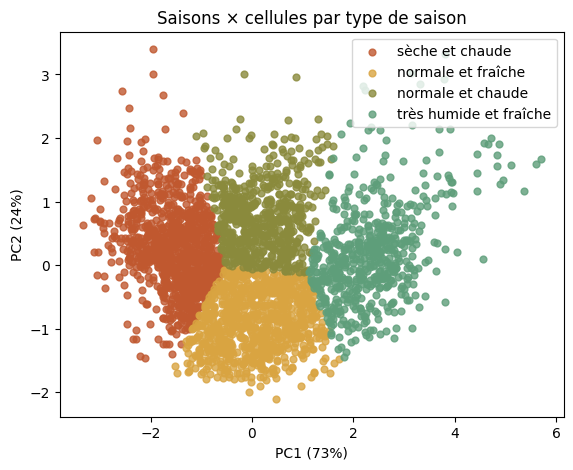 Saisons × cellules par type de saison
sèche et chaude
normale et fraîche
normale et chaude
très humide et fraîche
PC2 (24%)
3
2
1
0
−1
−2
−2
0
2
4
6
PC1 (73%)